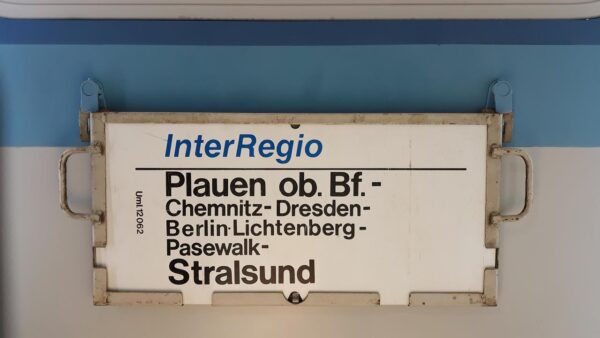 InterRegio
Plauen ob. Bf.-
Chemnitz-Dresden-
Berlin-Lichtenberg-
Pasewalk-
Stralsund
Uml.12062